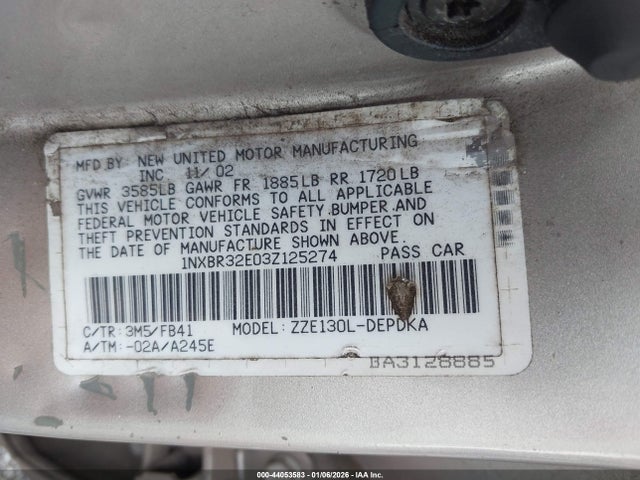 MFD BY: NEW UNITED MOTOR MANUFACTURING
INC 11/02
GVWR 3585LB GAWR FR 1885LB RR 1720LB
THIS VEHICLE CONFORMS TO ALL APPLICABLE
FEDERAL MOTOR VEHICLE SAFETY,BUMPER,AND
THEFT PREVENTION STANDARDS IN EFFECT ON
THE DATE OF MANUFACTURE SHOWN ABOVE.
1NXBR32E03Z125274 PASS CAR
C/TR: 3M5/FB41 MODEL: ZZE130L-DEPDKA
A/TM: -02A/A245E
BA3128885
000-44053583 | 01/06/2026 | IAA Inc.